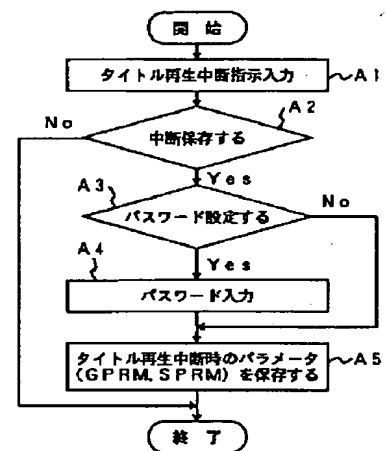 開始
タイトル再生中断指示入力
A1
A2
中断保存する
No
Yes
A3
パスワード設定する
No
Yes
A4
パスワード入力
タイトル再生中断時のパラメータ
(GPRM, SPRM) を保存する
A5
終了